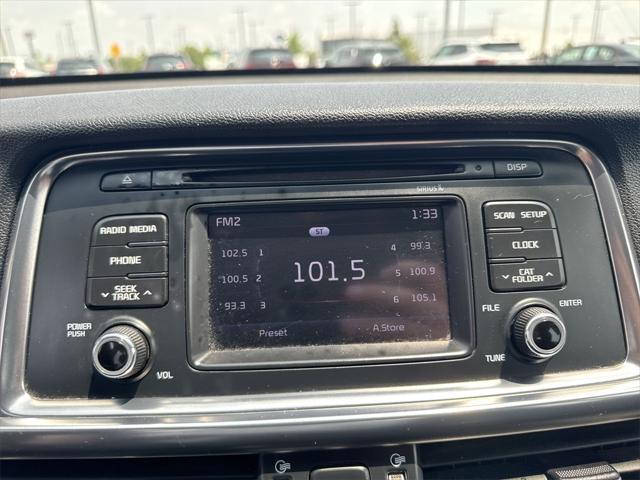 DISP
SIRIUS
RADIO MEDIA
PHONE
SEEK
TRACK
POWER
PUSH
VOL
FM2
1:33
ST
102.5 1
100.5 2
93.3 3
101.5
4 99.3
5 100.9
6 105.1
Preset
A.Store
SCAN SETUP
CLOCK
CAT
FOLDER
FILE
ENTER
TUNE